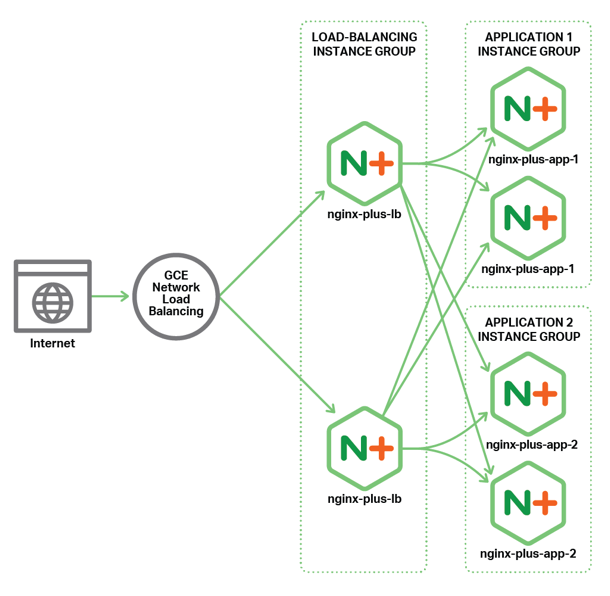 LOAD-BALANCING
INSTANCE GROUP
APPLICATION 1
INSTANCE GROUP
N+
nginx-plus-app-1
N+
nginx-plus-lb
N+
nginx-plus-app-1
GCE
Network
Load
Balancing
Internet
APPLICATION 2
INSTANCE GROUP
N+
nginx-plus-app-2
N+
nginx-plus-lb
N+
nginx-plus-app-2